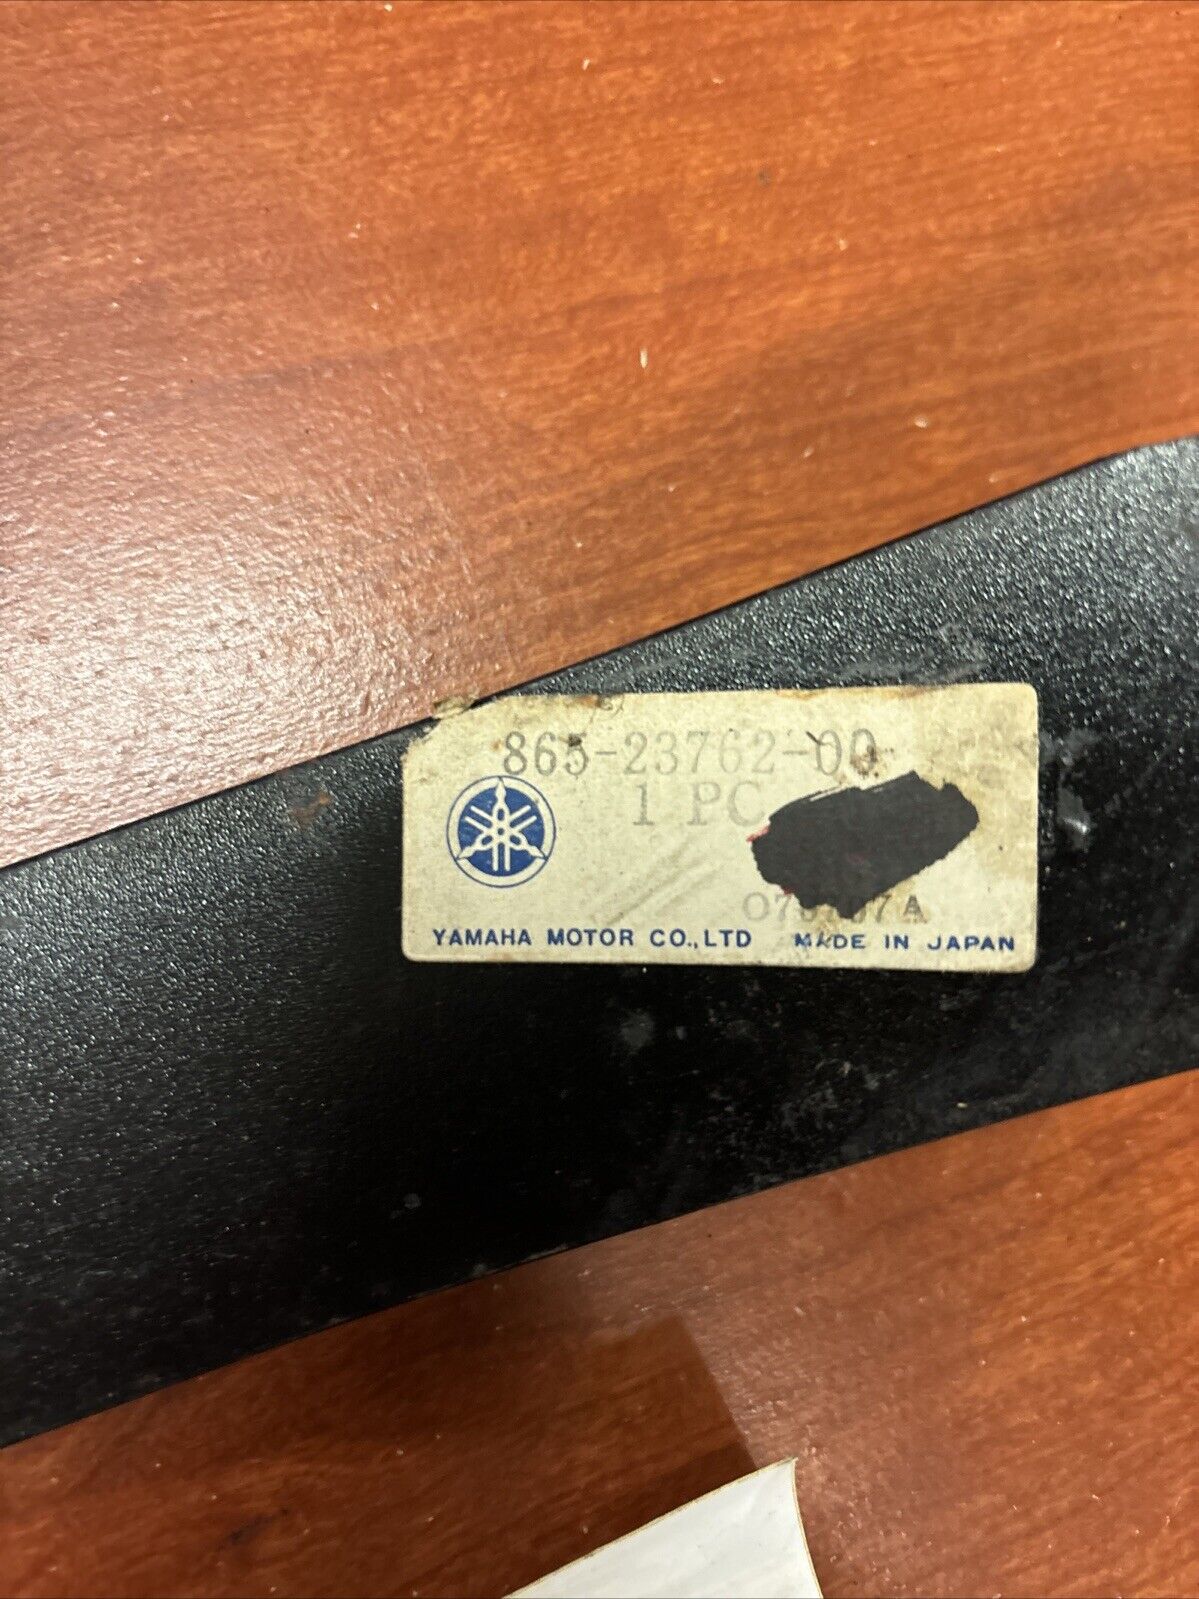 865-23762-00
1 PC
YAMAHA MOTOR CO.,LTD MADE IN JAPAN